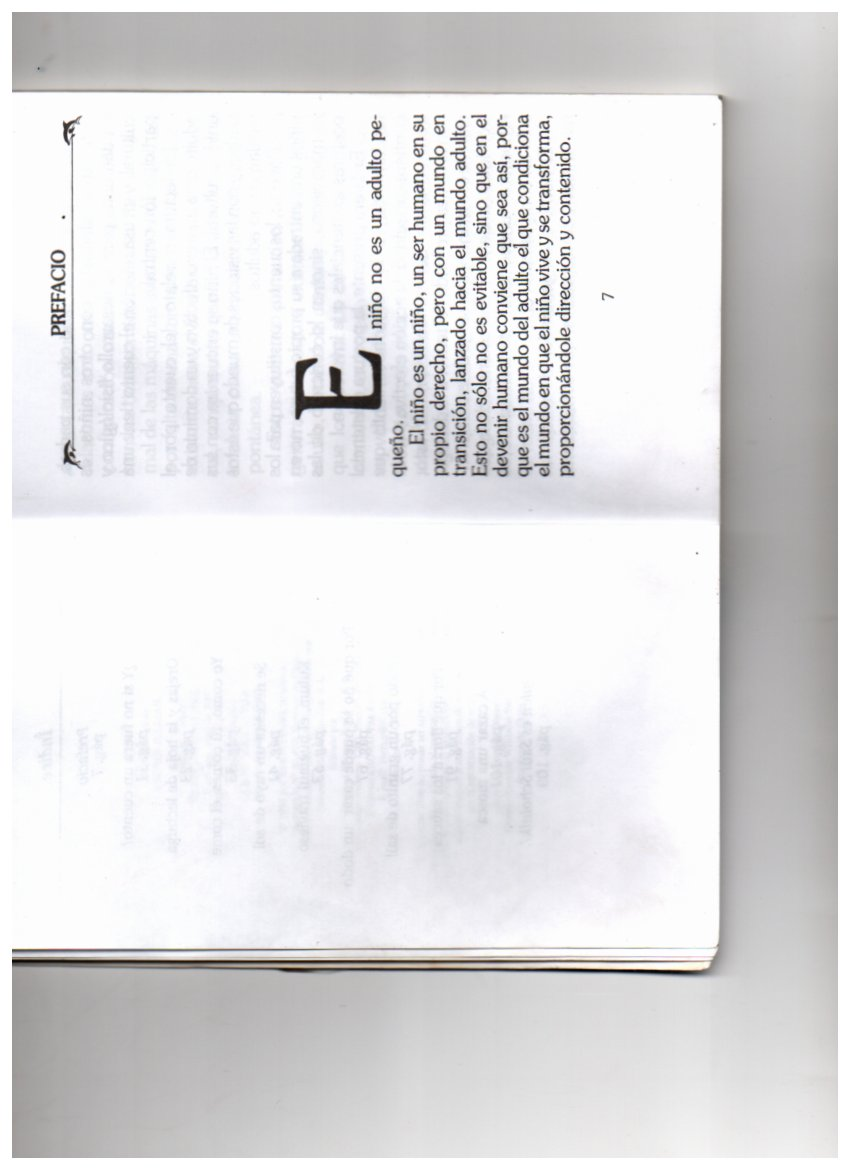 PREFACIO
El niño no es un adulto pe-
queño.
El niño es un niño, un ser humano en su
propio derecho, pero con un mundo en
transición, lanzado hacia el mundo adulto.
Esto no sólo no es evitable, sino que en el
devenir humano conviene que sea así, por-
que es el mundo del adulto el que condiciona
el mundo en que el niño vive y se transforma,
proporcionándole dirección y contenido.
7